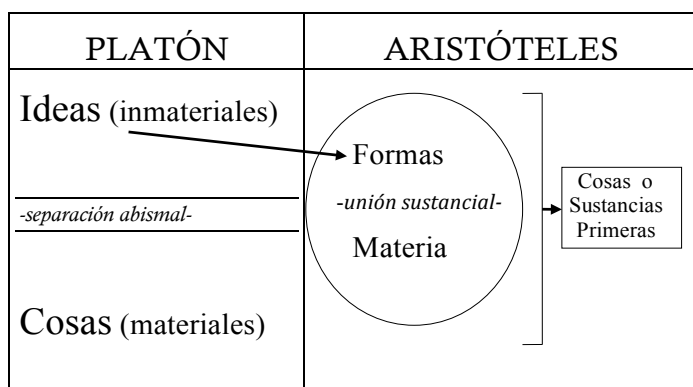 PLATÓN
ARISTÓTELES
Ideas (inmateriales)
-separación abismal-
Cosas (materiales)
Formas
-unión sustancial-
Materia
Cosas o
Sustancias
Primeras